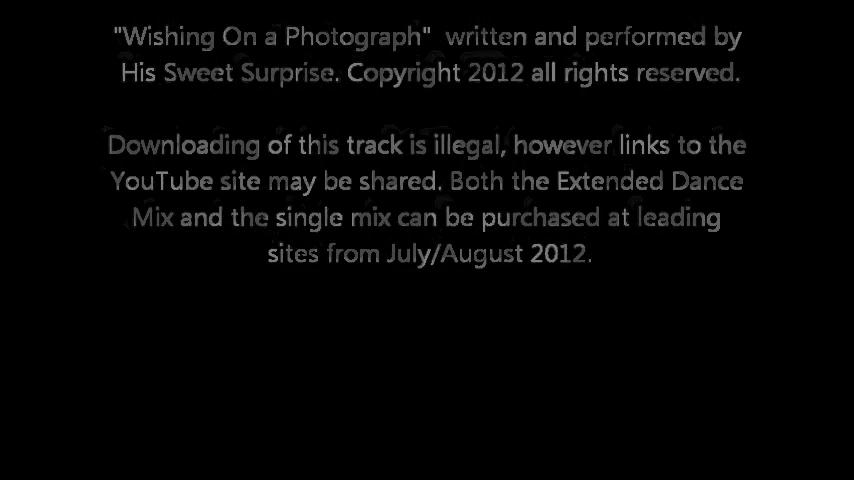 "Wishing On a Photograph"  written and performed by
His Sweet Surprise. Copyright 2012 all rights reserved.
Downloading of this track is illegal, however links to the
YouTube site may be shared. Both the Extended Dance
Mix and the single mix can be purchased at leading
sites from July/August 2012.